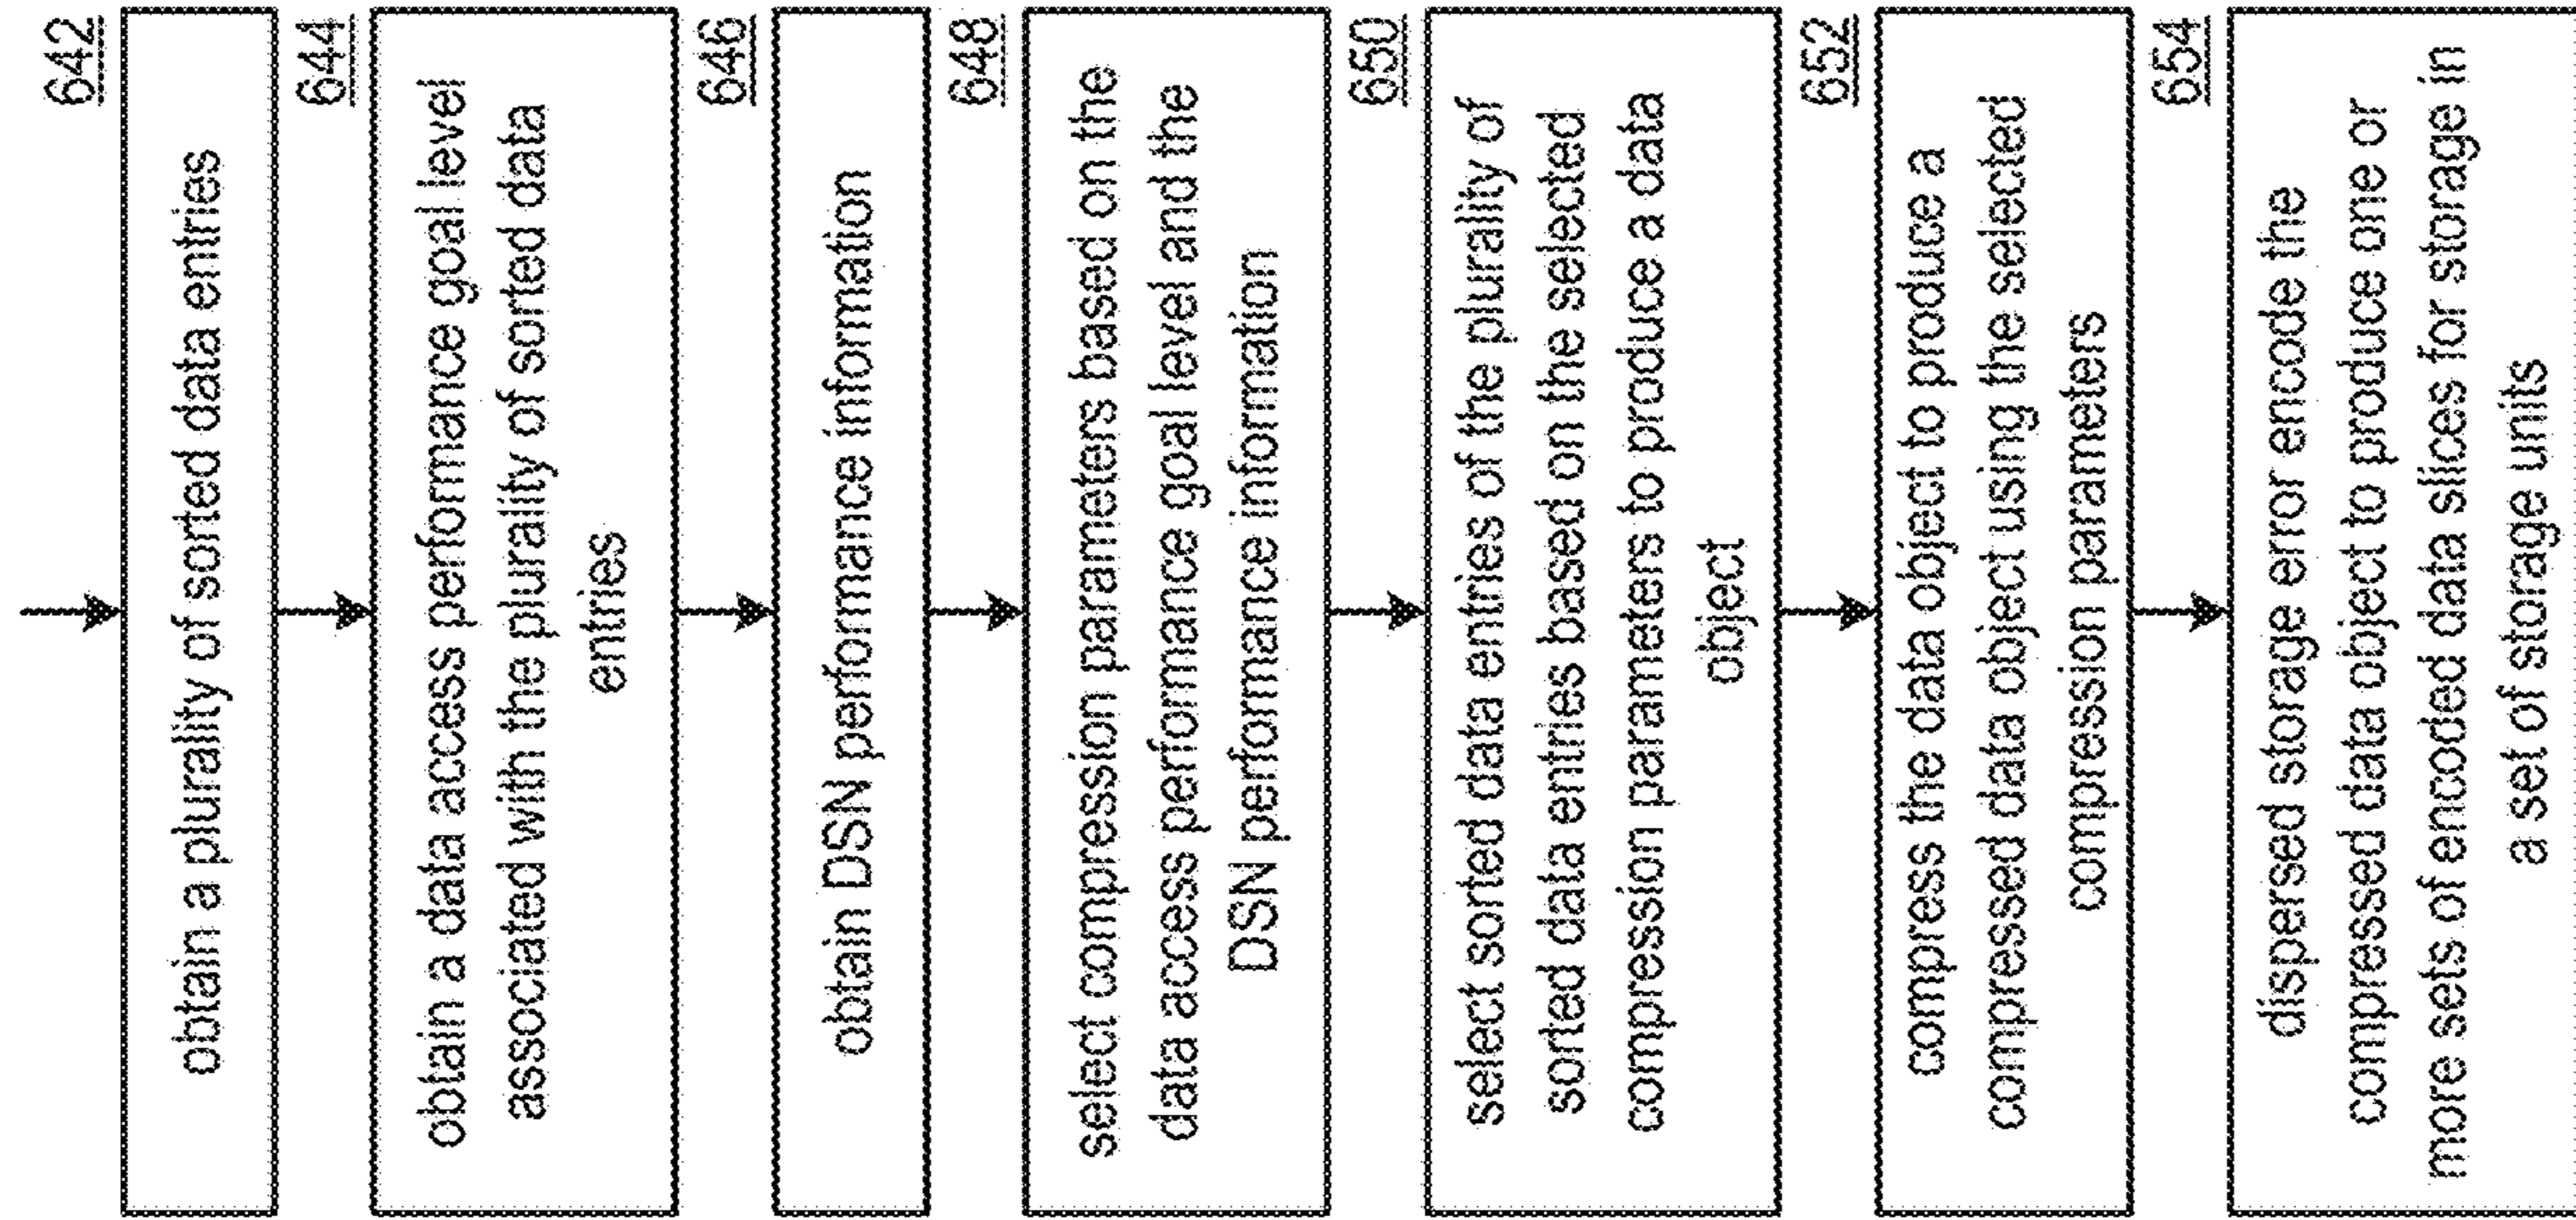 642
obtain a plurality of sorted data entries
644
obtain a data access performance goal level
associated with the plurality of sorted data
entries
646
obtain DSN performance information
648
select compression parameters based on the
data access performance goal level and the
DSN performance information
650
select sorted data entries of the plurality of
sorted data entries based on the selected
compression parameters to produce a data
object
652
compress the data object to produce a
compressed data object using the selected
compression parameters
654
dispersed storage error encode the
compressed data object to produce one or
more sets of encoded data slices for storage in
a set of storage units